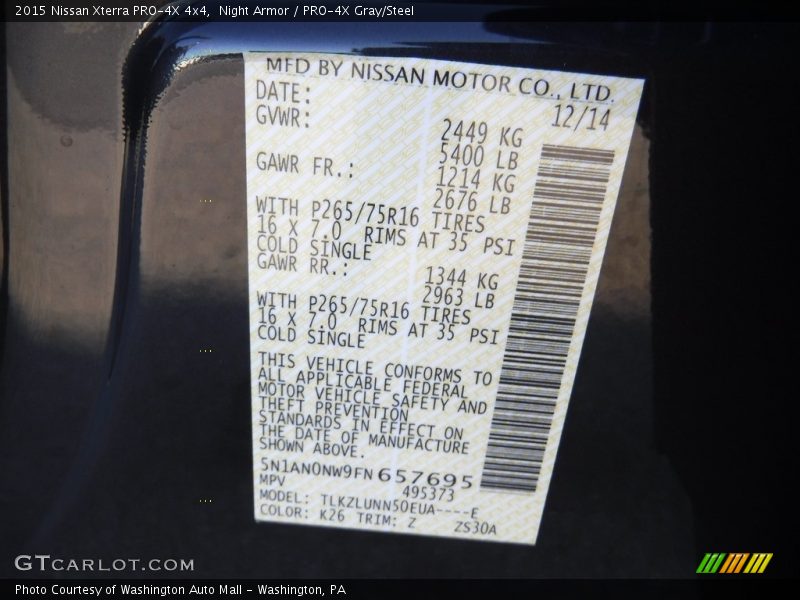 2015 Nissan Xterra PRO-4X 4x4, Night Armor / PRO-4X Gray/Steel
MFD BY NISSAN MOTOR CO., LTD.
DATE: 12/14
GVWR: 2449 KG
5400 LB
GAWR FR.: 1214 KG
2676 LB
WITH P265/75R16 TIRES
16 X 7.0 RIMS AT 35 PSI
COLD SINGLE
GAWR RR.: 1344 KG
2963 LB
WITH P265/75R16 TIRES
16 X 7.0 RIMS AT 35 PSI
COLD SINGLE
THIS VEHICLE CONFORMS TO
ALL APPLICABLE FEDERAL
MOTOR VEHICLE SAFETY AND
THEFT PREVENTION
STANDARDS IN EFFECT ON
THE DATE OF MANUFACTURE
SHOWN ABOVE.
5N1AN0NW9FN657695
MPV 495373
MODEL: TLKZLUNN50EUA----E
COLOR: K26 TRIM: Z ZS30A
GTCARLOT.COM
Photo Courtesy of Washington Auto Mall - Washington, PA